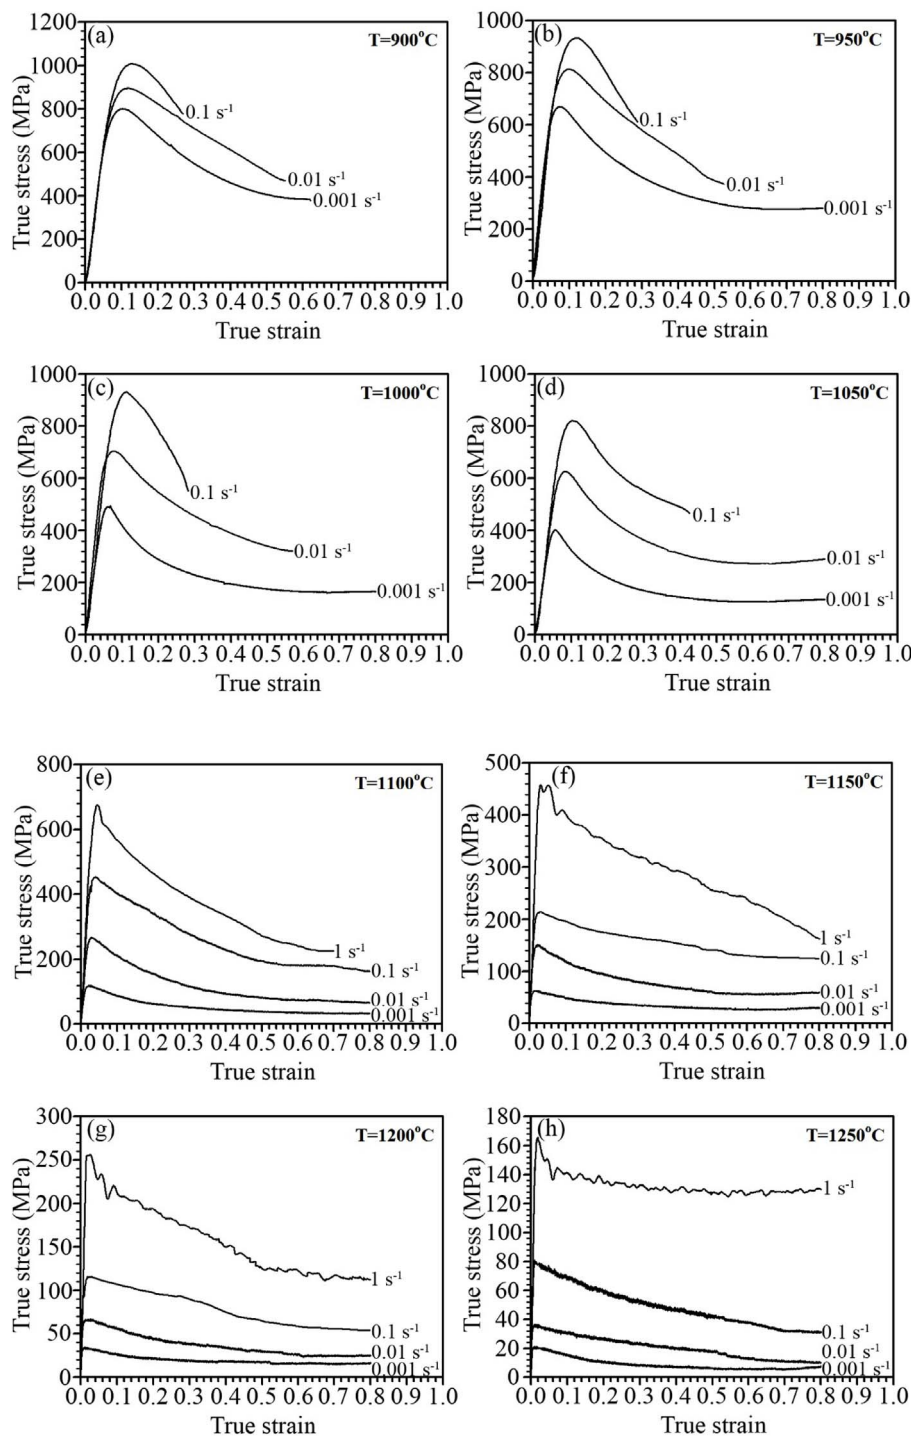 (a)
T=900°C
True stress (MPa)
1200
1000
800
600
400
200
0
0.1 s⁻¹
0.01 s⁻¹
0.001 s⁻¹
0.0 0.1 0.2 0.3 0.4 0.5 0.6 0.7 0.8 0.9 1.0
True strain
(b)
T=950°C
True stress (MPa)
1000
800
600
400
200
0
0.1 s⁻¹
0.01 s⁻¹
0.001 s⁻¹
0.0 0.1 0.2 0.3 0.4 0.5 0.6 0.7 0.8 0.9 1.0
True strain
(c)
T=1000°C
True stress (MPa)
1000
800
600
400
200
0
0.1 s⁻¹
0.01 s⁻¹
0.001 s⁻¹
0.0 0.1 0.2 0.3 0.4 0.5 0.6 0.7 0.8 0.9 1.0
True strain
(d)
T=1050°C
True stress (MPa)
1000
800
600
400
200
0
0.1 s⁻¹
0.01 s⁻¹
0.001 s⁻¹
0.0 0.1 0.2 0.3 0.4 0.5 0.6 0.7 0.8 0.9 1.0
True strain
(e)
T=1100°C
True stress (MPa)
800
600
400
200
0
1 s⁻¹
0.1 s⁻¹
0.01 s⁻¹
0.001 s⁻¹
0.0 0.1 0.2 0.3 0.4 0.5 0.6 0.7 0.8 0.9 1.0
True strain
(f)
T=1150°C
True stress (MPa)
500
400
300
200
100
0
1 s⁻¹
0.1 s⁻¹
0.01 s⁻¹
0.001 s⁻¹
0.0 0.1 0.2 0.3 0.4 0.5 0.6 0.7 0.8 0.9 1.0
True strain
(g)
T=1200°C
True stress (MPa)
300
250
200
150
100
50
0
1 s⁻¹
0.1 s⁻¹
0.01 s⁻¹
0.001 s⁻¹
0.0 0.1 0.2 0.3 0.4 0.5 0.6 0.7 0.8 0.9 1.0
True strain
(h)
T=1250°C
True stress (MPa)
180
160
140
120
100
80
60
40
20
0
1 s⁻¹
0.1 s⁻¹
0.01 s⁻¹
0.001 s⁻¹
0.0 0.1 0.2 0.3 0.4 0.5 0.6 0.7 0.8 0.9 1.0
True strain